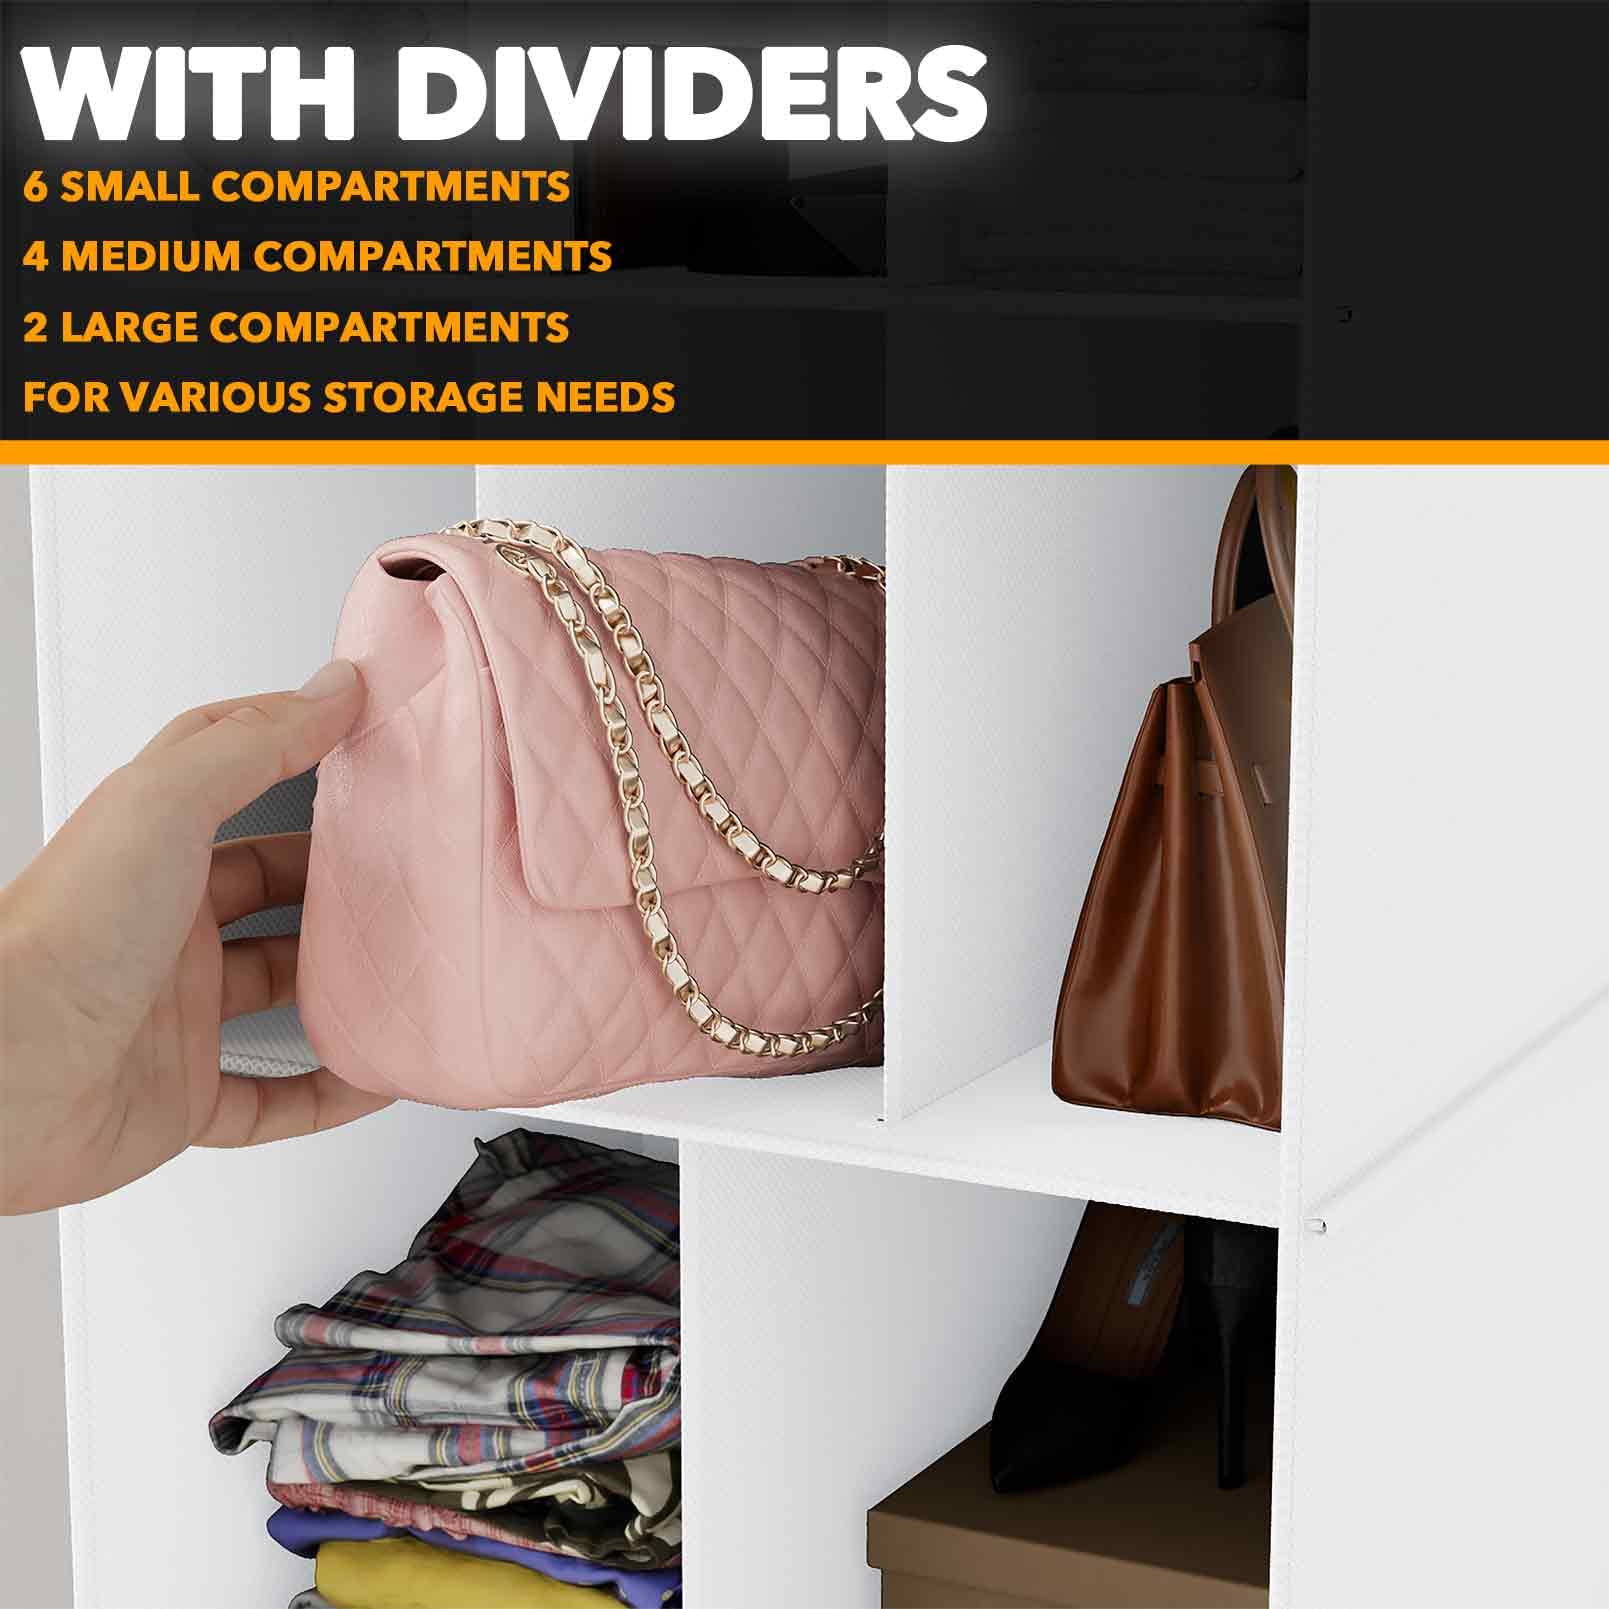 WITH DIVIDERS
6 SMALL COMPARTMENTS
4 MEDIUM COMPARTMENTS
2 LARGE COMPARTMENTS
FOR VARIOUS STORAGE NEEDS